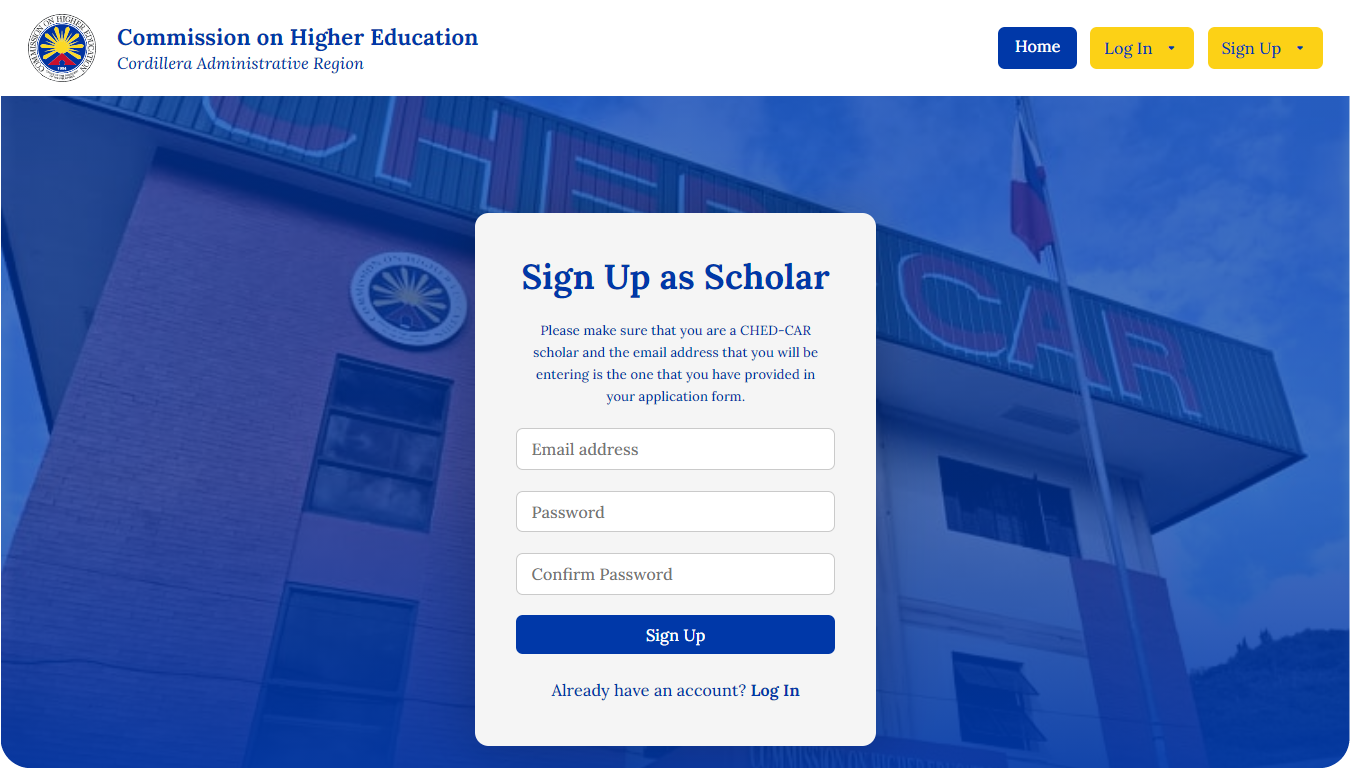 Commission on Higher Education
Cordillera Administrative Region
Home
Log In
Sign Up
CHED-CAR
COMMISSION ON HIGHER EDUCATION
Sign Up as Scholar
Please make sure that you are a CHED-CAR
scholar and the email address that you will be
entering is the one that you have provided in
your application form.
Email address
Password
Confirm Password
Sign Up
Already have an account? Log In